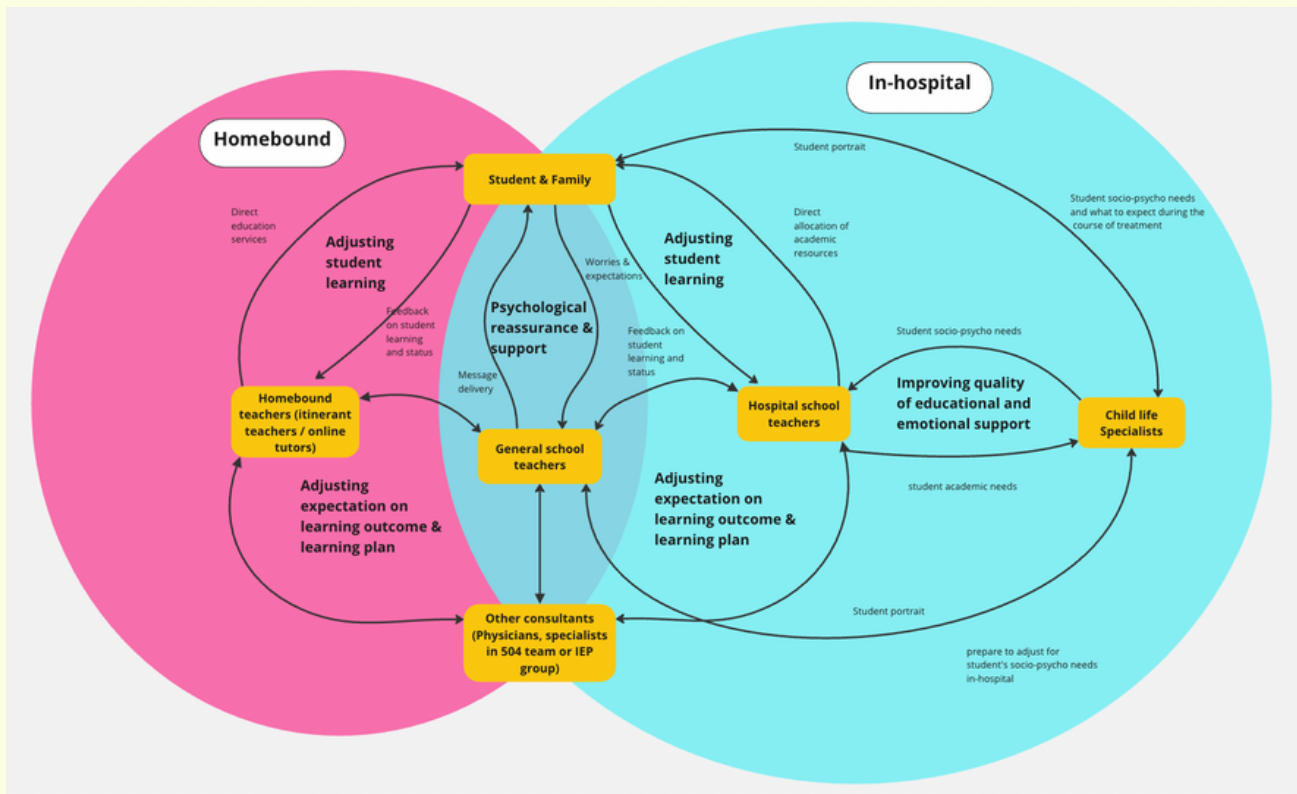 In-hospital
Homebound
Student portrait
Student & Family
Direct
education
services
Student socio-psycho needs
and what to expect during the
course of treatment
Direct
allocation of
academic
resources
Adjusting
student
learning
Adjusting
student
learning
Worries &
expectations
Psychological
reassurance &
support
Feedback
on student
learning
and status
Feedback on
student
learning and
status
Student socio-psycho needs
Message
delivery
Improving quality
of educational and
emotional support
Homebound
teachers (itinerant
teachers / online
tutors)
Hospital school
teachers
Child life
Specialists
General school
teachers
Adjusting
expectation on
learning outcome &
learning plan
Adjusting
expectation on
learning outcome &
learning plan
student academic needs
Other consultants
(Physicians, specialists
in 504 team or IEP
group)
Student portrait
prepare to adjust for
student's socio-psycho needs
in-hospital